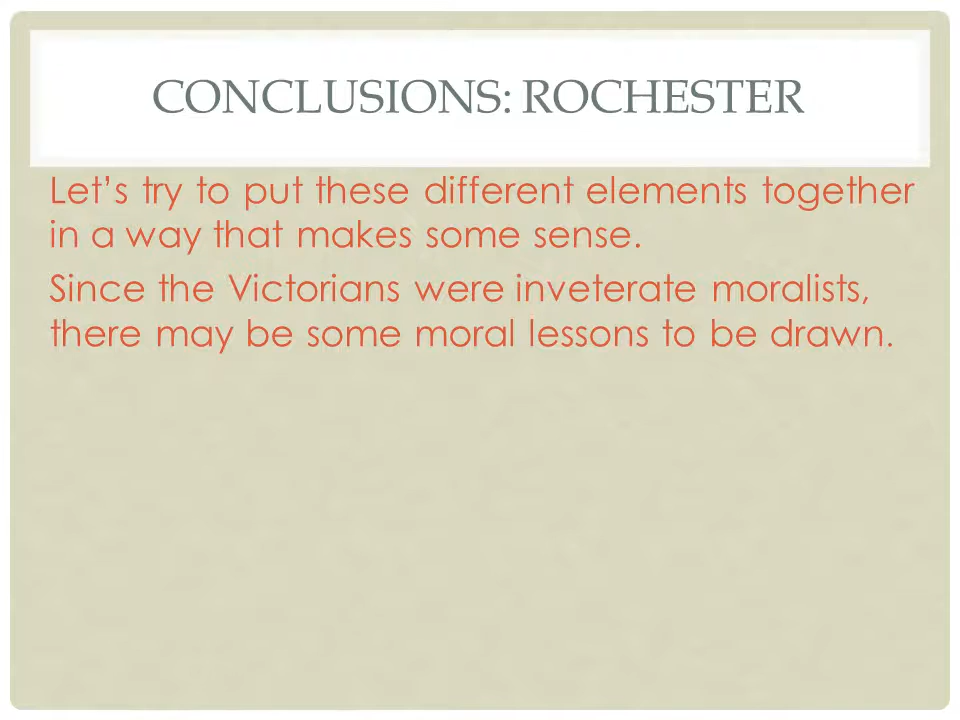 CONCLUSIONS: ROCHESTER
Let’s try to put these different elements together
in a way that makes some sense.
Since the Victorians were inveterate moralists,
there may be some moral lessons to be drawn.